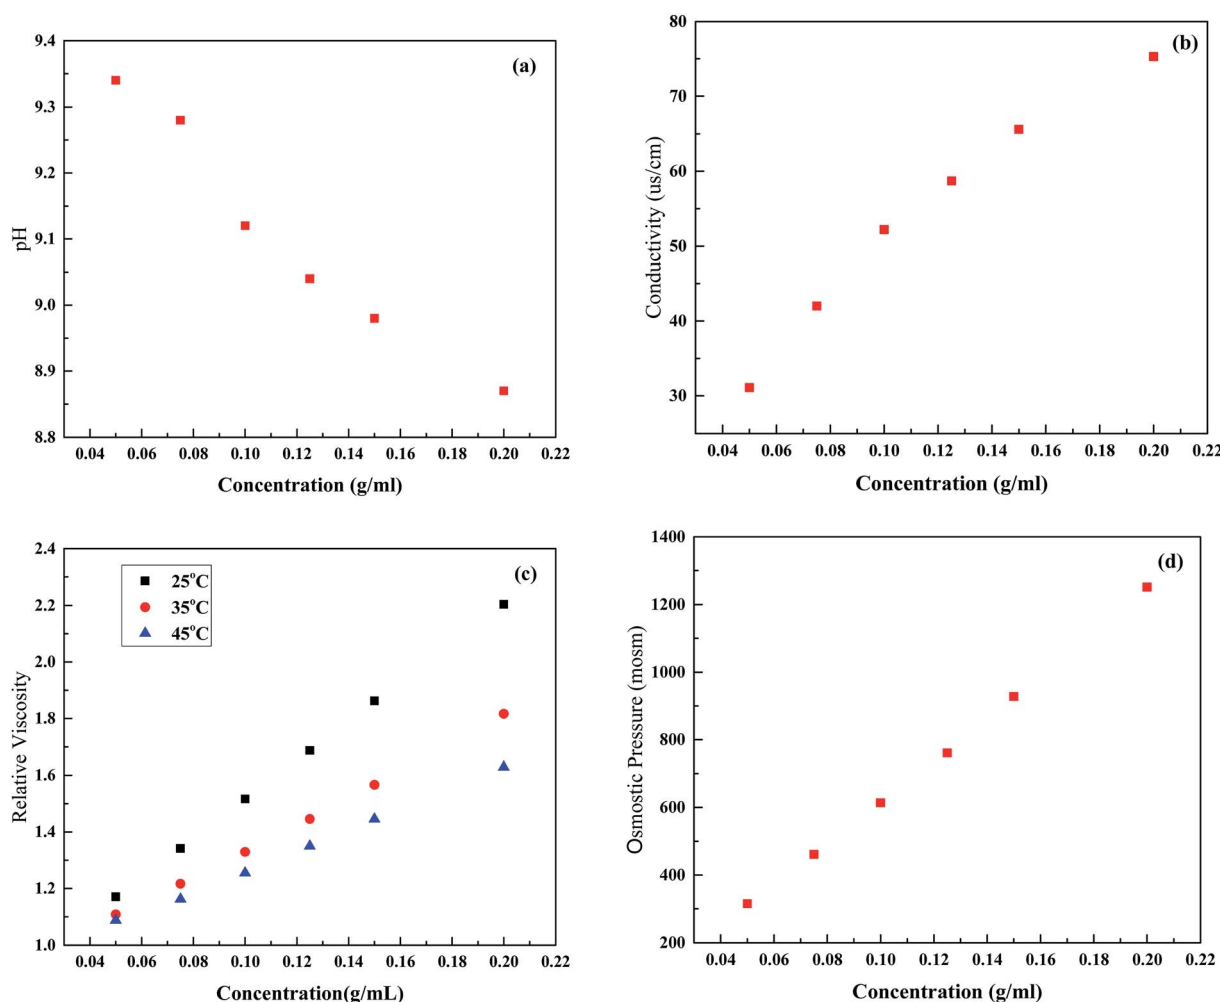 (a)
9.4
9.3
9.2
9.1
9.0
8.9
8.8
pH
0.04 0.06 0.08 0.10 0.12 0.14 0.16 0.18 0.20 0.22
Concentration (g/ml)
(b)
80
70
60
50
40
30
Conductivity (us/cm)
0.04 0.06 0.08 0.10 0.12 0.14 0.16 0.18 0.20 0.22
Concentration (g/ml)
(c)
25°C
35°C
45°C
2.4
2.2
2.0
1.8
1.6
1.4
1.2
1.0
Relative Viscosity
0.04 0.06 0.08 0.10 0.12 0.14 0.16 0.18 0.20 0.22
Concentration(g/mL)
(d)
1400
1200
1000
800
600
400
200
Osmostic Pressure (mosm)
0.04 0.06 0.08 0.10 0.12 0.14 0.16 0.18 0.20 0.22
Concentration (g/ml)